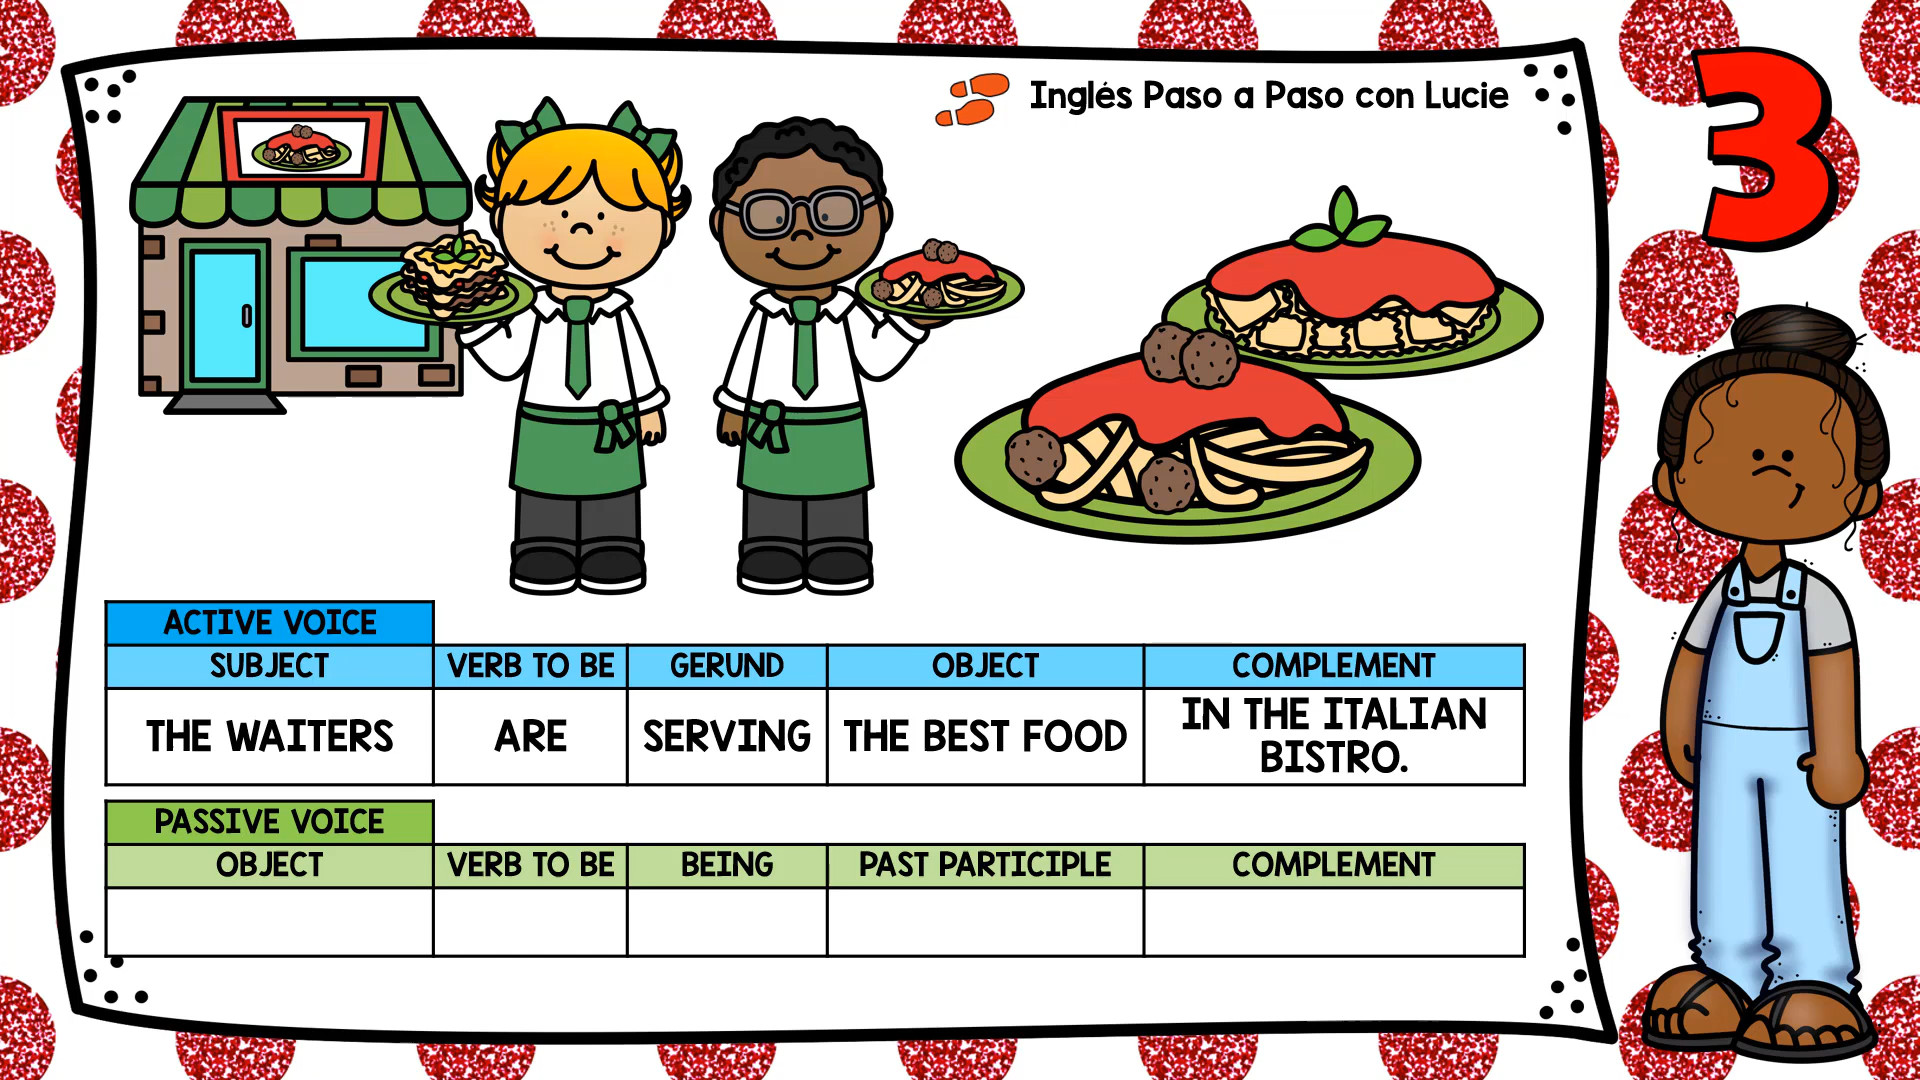 Inglés Paso a Paso con Lucie
3
ACTIVE VOICE
SUBJECT VERB TO BE GERUND OBJECT COMPLEMENT
THE WAITERS ARE SERVING THE BEST FOOD IN THE ITALIAN
BISTRO.
PASSIVE VOICE
OBJECT VERB TO BE BEING PAST PARTICIPLE COMPLEMENT